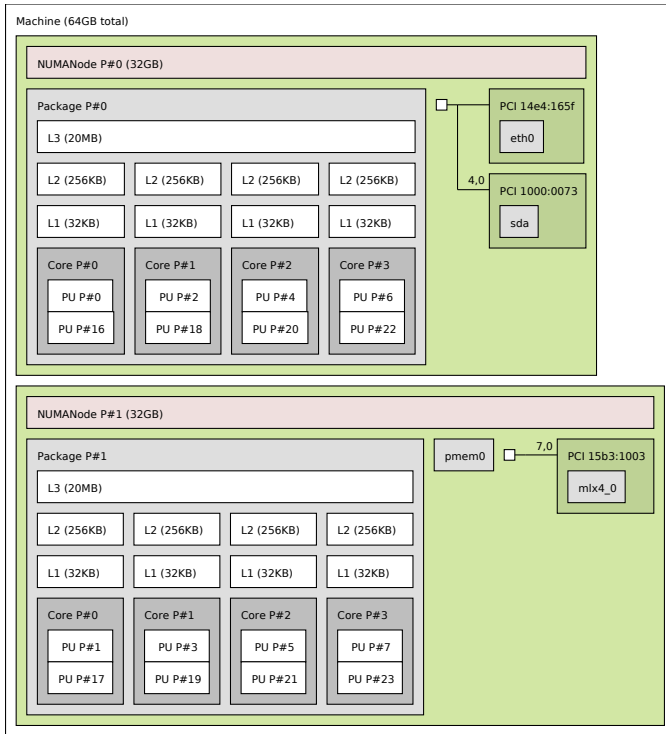 Machine (64GB total)
NUMANode P#0 (32GB)
Package P#0
L3 (20MB)
L2 (256KB) L2 (256KB) L2 (256KB) L2 (256KB)
L1 (32KB) L1 (32KB) L1 (32KB) L1 (32KB)
Core P#0 Core P#1 Core P#2 Core P#3
PU P#0 PU P#2 PU P#4 PU P#6
PU P#16 PU P#18 PU P#20 PU P#22
PCI 14e4:165f
eth0
4,0
PCI 1000:0073
sda
NUMANode P#1 (32GB)
Package P#1
L3 (20MB)
L2 (256KB) L2 (256KB) L2 (256KB) L2 (256KB)
L1 (32KB) L1 (32KB) L1 (32KB) L1 (32KB)
Core P#0 Core P#1 Core P#2 Core P#3
PU P#1 PU P#3 PU P#5 PU P#7
PU P#17 PU P#19 PU P#21 PU P#23
pmem0
7,0
PCI 15b3:1003
mlx4_0